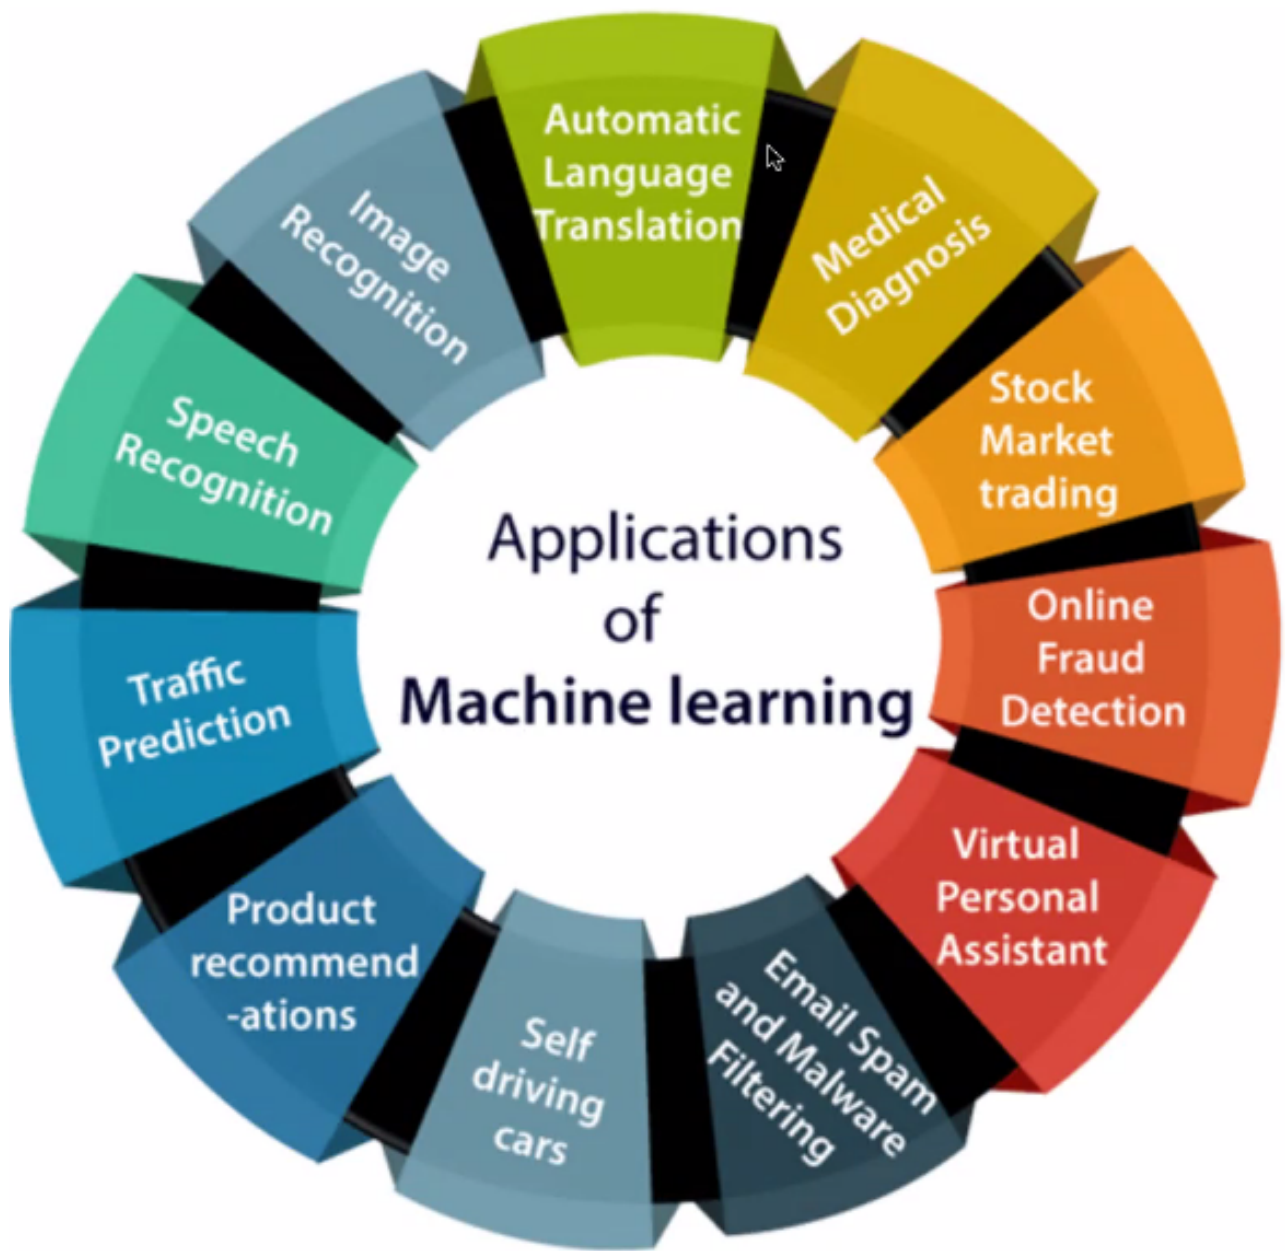 Automatic
Language
Translation
Medical
Diagnosis
Stock
Market
trading
Online
Fraud
Detection
Virtual
Personal
Assistant
Email Spam
and Malware
Filtering
Self
driving
cars
Product
recommend
-ations
Traffic
Prediction
Speech
Recognition
Image
Recognition
Applications
of
Machine learning